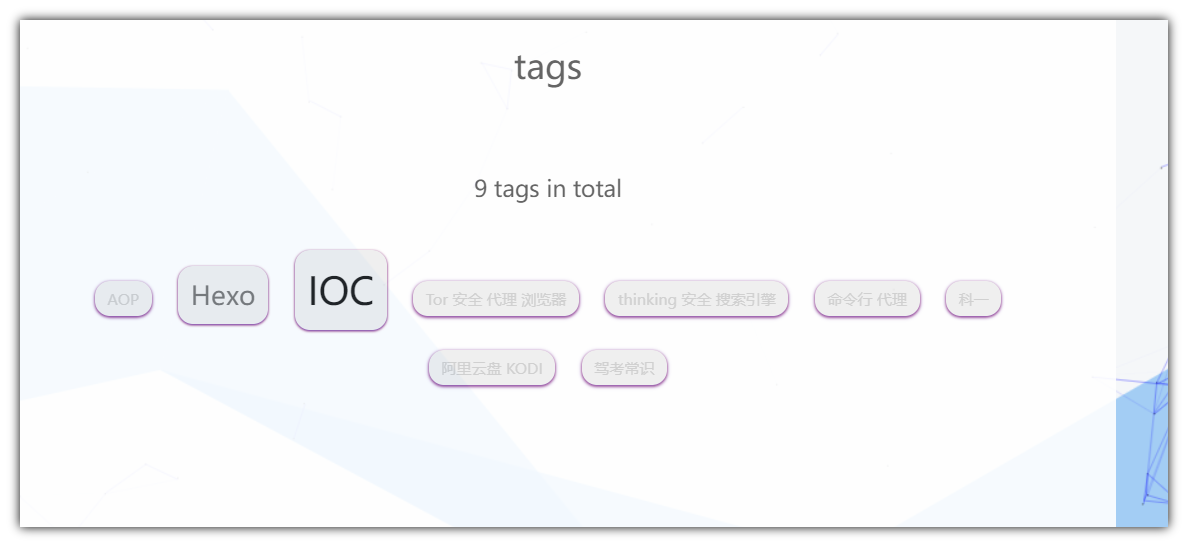 tags
9 tags in total
AOP Hexo IOC Tor 安全 代理 浏览器 thinking 安全 搜索引擎 命令行 代理 科一
阿里云盘 KODI 驾考常识